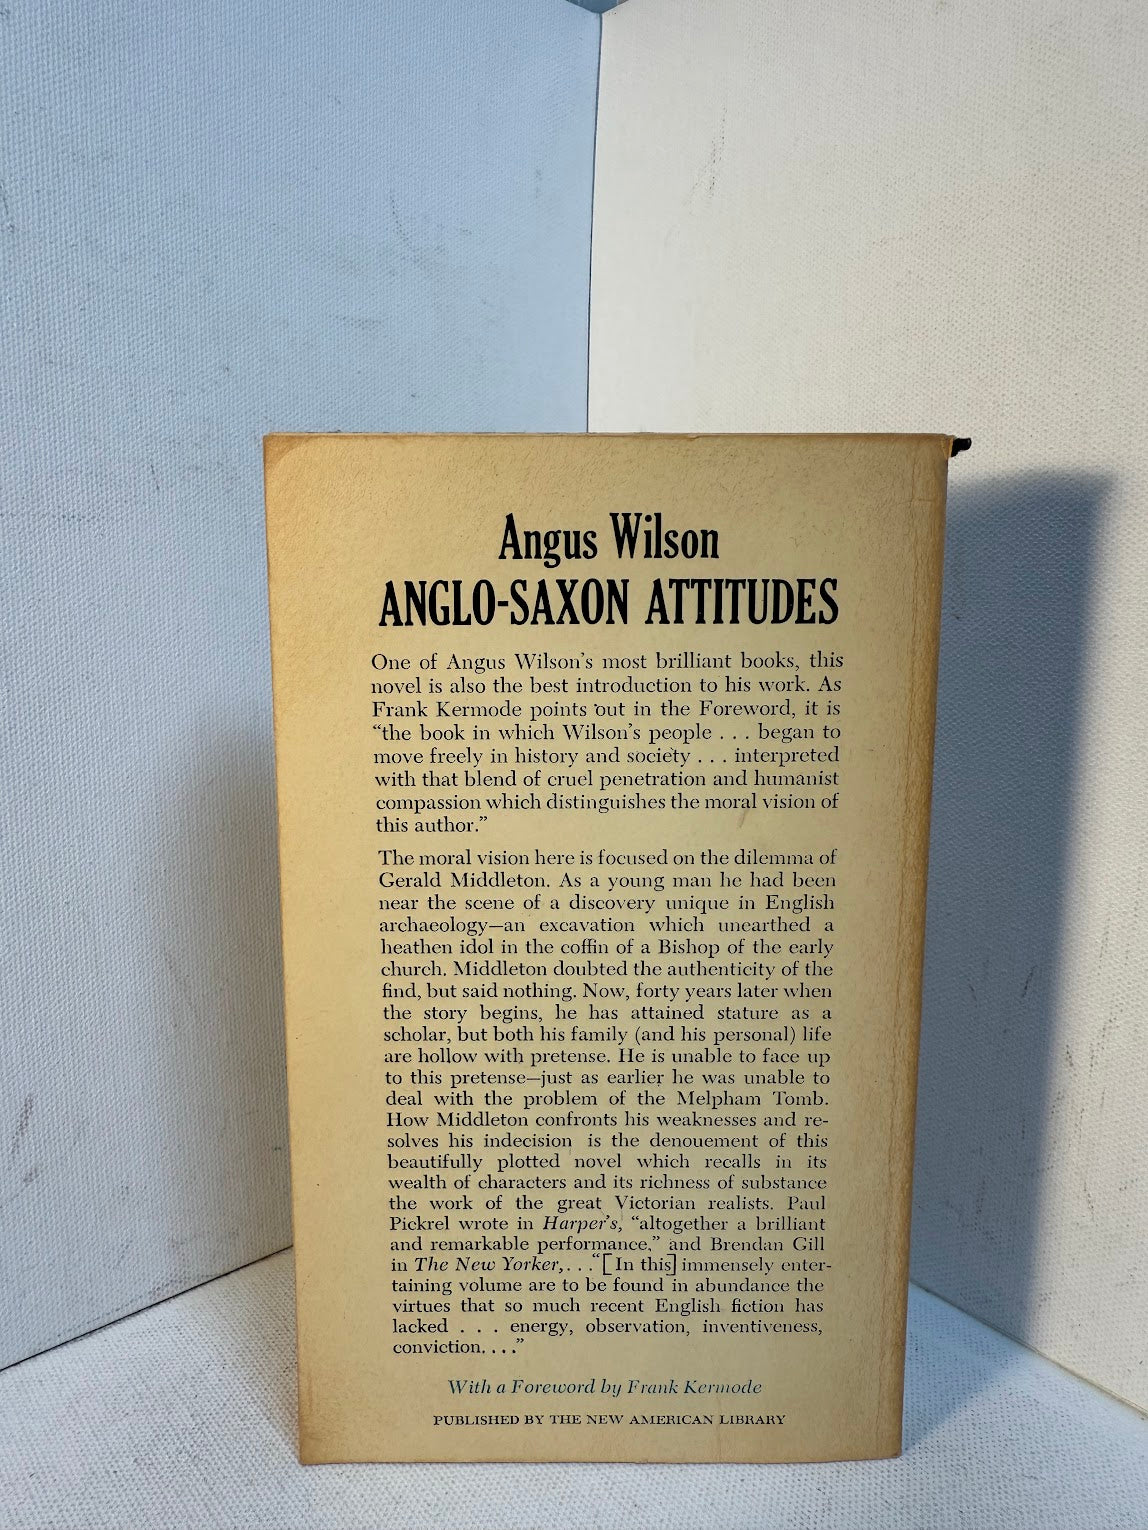 Angus Wilson
ANGLO-SAXON ATTITUDES
One of Angus Wilson's most brilliant books, this
novel is also the best introduction to his work. As
Frank Kermode points out in the Foreword, it is
“the book in which Wilson's people . . . began to
move freely in history and society . . . interpreted
with that blend of cruel penetration and humanist
compassion which distinguishes the moral vision of
this author.”
The moral vision here is focused on the dilemma of
Gerald Middleton. As a young man he had been
near the scene of a discovery unique in English
archaeology—an excavation which unearthed a
heathen idol in the coffin of a Bishop of the early
church. Middleton doubted the authenticity of the
find, but said nothing. Now, forty years later when
the story begins, he has attained stature as a
scholar, but both his family (and his personal) life
are hollow with pretense. He is unable to face up
to this pretense—just as earlier he was unable to
deal with the problem of the Melpham Tomb.
How Middleton confronts his weaknesses and re-
solves his indecision is the denouement of this
beautifully plotted novel which recalls in its
wealth of characters and its richness of substance
the work of the great Victorian realists. Paul
Pickrel wrote in Harper's, “altogether a brilliant
and remarkable performance,” and Brendan Gill
in The New Yorker,. . .“[In this] immensely enter-
taining volume are to be found in abundance the
virtues that so much recent English fiction has
lacked . . . energy, observation, inventiveness,
conviction. . . .”
With a Foreword by Frank Kermode
PUBLISHED BY THE NEW AMERICAN LIBRARY